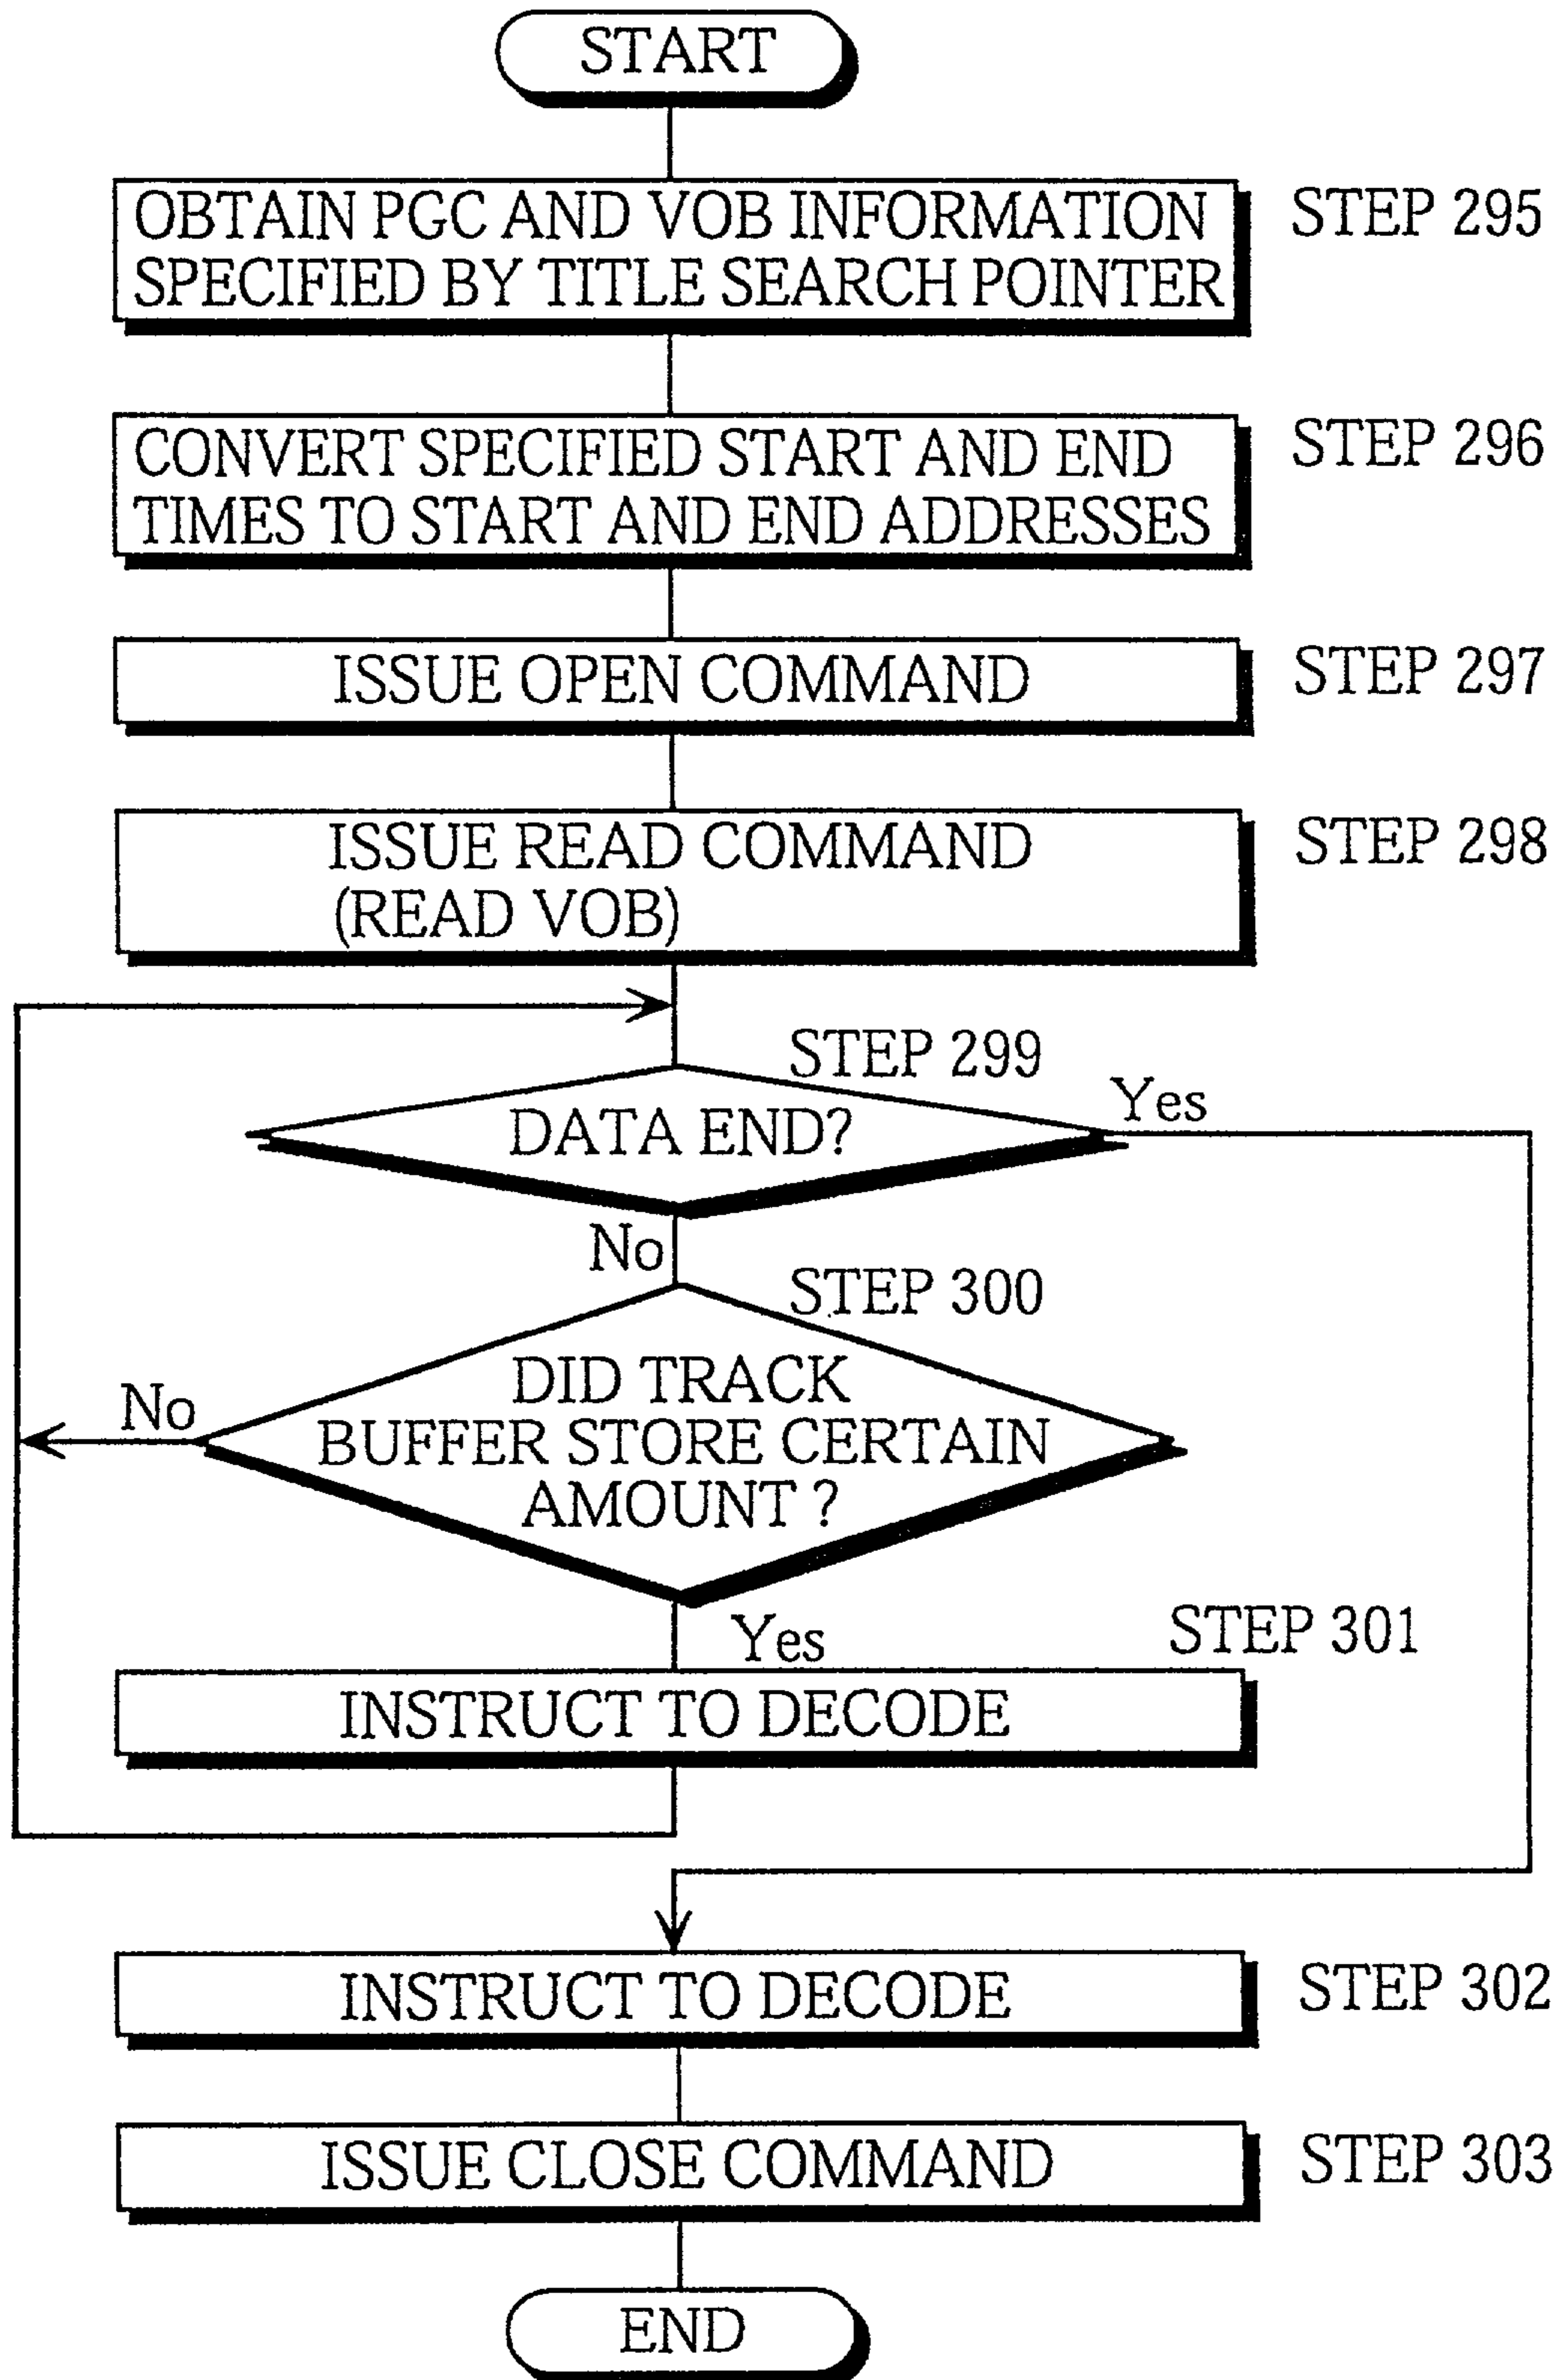 START
OBTAIN PGC AND VOB INFORMATION
SPECIFIED BY TITLE SEARCH POINTER
STEP 295
CONVERT SPECIFIED START AND END
TIMES TO START AND END ADDRESSES
STEP 296
ISSUE OPEN COMMAND
STEP 297
ISSUE READ COMMAND
(READ VOB)
STEP 298
STEP 299
DATA END?
Yes
No
STEP 300
DID TRACK
BUFFER STORE CERTAIN
AMOUNT ?
No
Yes
STEP 301
INSTRUCT TO DECODE
INSTRUCT TO DECODE
STEP 302
ISSUE CLOSE COMMAND
STEP 303
END